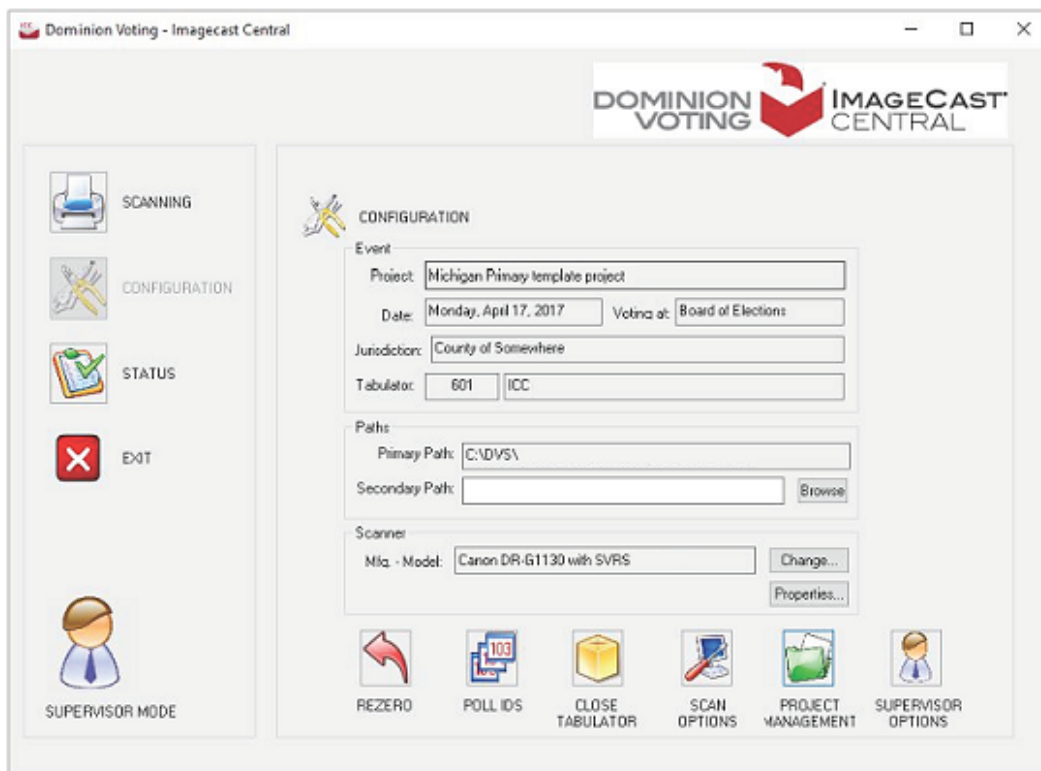 Dominion Voting - Imagecast Central
DOMINION VOTING
IMAGECAST CENTRAL
SCANNING
CONFIGURATION
STATUS
EXIT
SUPERVISOR MODE
CONFIGURATION
Event
Project: Michigan Primary template project
Date: Monday, April 17, 2017 Voting at: Board of Elections
Jurisdiction: County of Somewhere
Tabulator: 601 ICC
Paths
Primary Path: C:\DVS\
Secondary Path: Browse
Scanner
Mfg. - Model: Canon DR-G1130 with SVRS Change...
Properties...
103
REZERO
POLL IDS
CLOSE
TABULATOR
SCAN
OPTIONS
PROJECT
MANAGEMENT
SUPERVISOR
OPTIONS